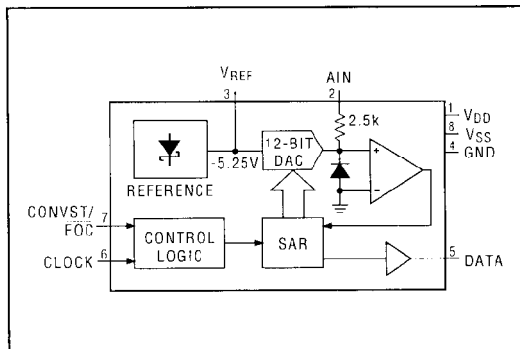 VREF
3
AIN
2
2.5k
1 VDD
8 VSS
4 GND
-5.25V
12-BIT
DAC
+
-
REFERENCE
CONVST/
EOC
7
CONTROL
LOGIC
SAR
CLOCK
6
5 DATA